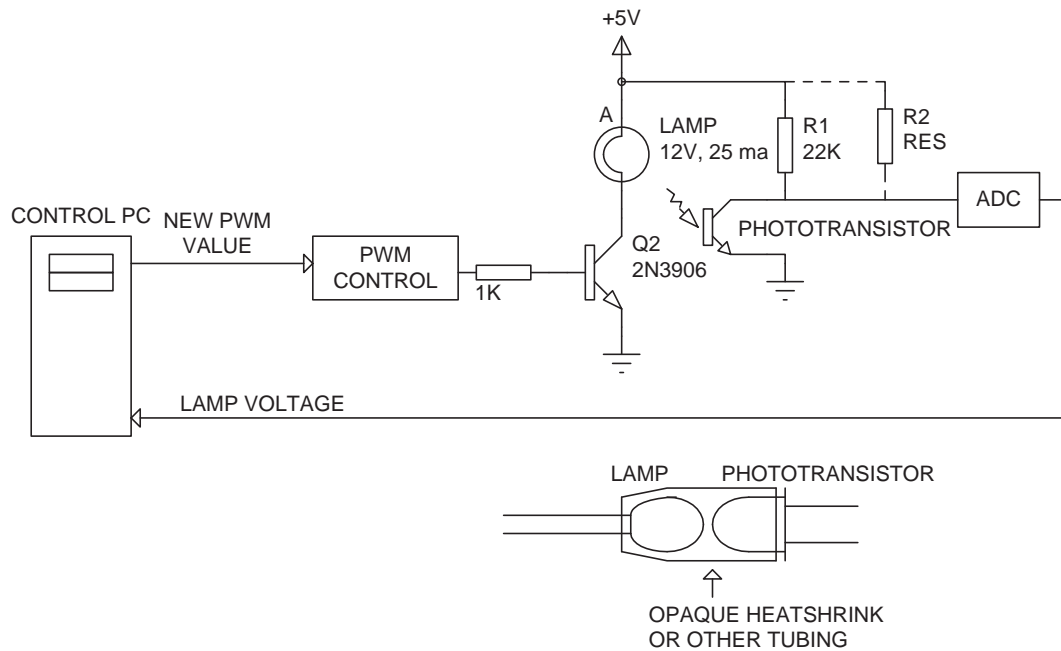 +5V
A
LAMP
12V, 25 ma
R1
22K
R2
RES
ADC
CONTROL PC
NEW PWM
VALUE
PWM
CONTROL
1K
Q2
2N3906
PHOTOTRANSISTOR
LAMP VOLTAGE
LAMP
PHOTOTRANSISTOR
OPAQUE HEATSHRINK
OR OTHER TUBING